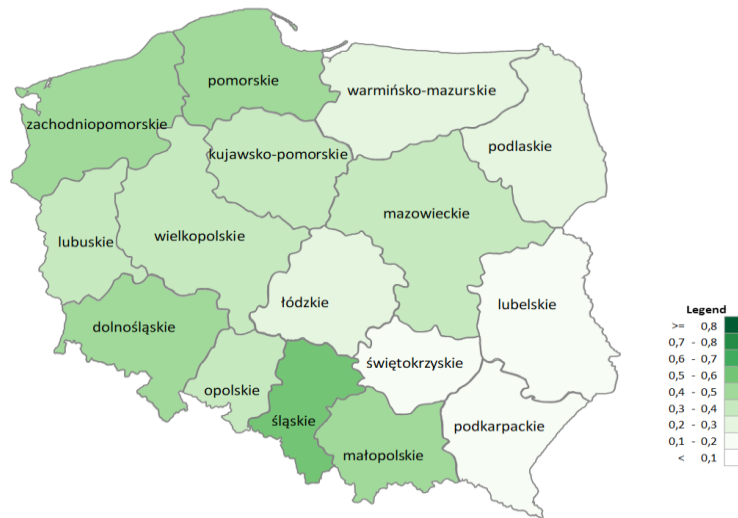 pomorskie
warmińsko-mazurskie
zachodniopomorskie
podlaskie
kujawsko-pomorskie
mazowieckie
wielkopolskie
lubuskie
łódzkie
lubelskie
dolnośląskie
świętokrzyskie
opolskie
śląskie
podkarpackie
małopolskie
Legend
>= 0,8
0,7 - 0,8
0,6 - 0,7
0,5 - 0,6
0,4 - 0,5
0,3 - 0,4
0,2 - 0,3
0,1 - 0,2
< 0,1